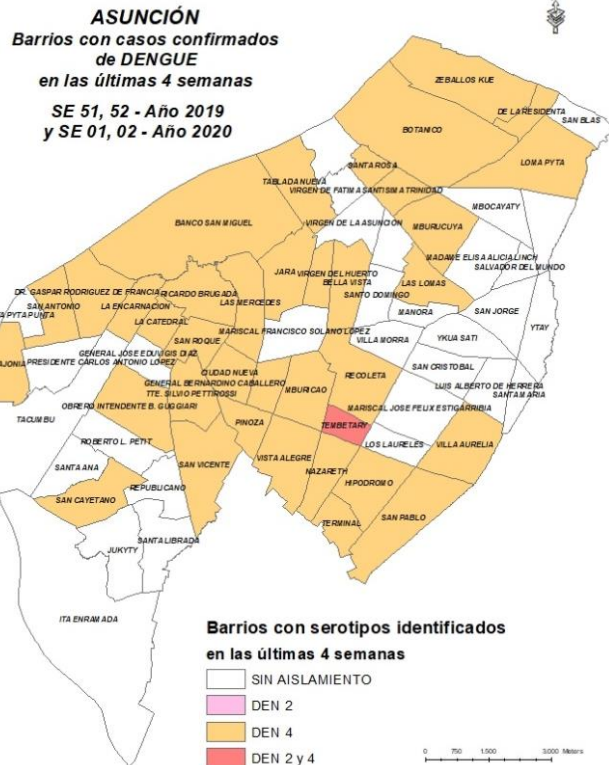 ASUNCIÓN
Barrios con casos confirmados
de DENGUE
en las últimas 4 semanas
SE 51, 52 - Año 2019
y SE 01, 02 - Año 2020
ZEBALLOS KUE
DE LA RESIDENTA
SAN BLAS
BOTANICO
LOMA PYTA
SANTA ROSA
TABLADA NUEVA
VIRGEN DE FATIMA
SANTISIMA TRINIDAD
MBOCAYATY
BANCO SAN MIGUEL
VIRGEN DE LA ASUNCIÓN
MBURUCUYA
MADAME ELISA ALICIA LINCH
SALVADOR DEL MUNDO
JARA
VIRGEN DEL HUERTO
BELLA VISTA
LAS LOMAS
DR. GASPAR RODRIGUEZ DE FRANCIA
RICARDO BRUGADA
SANTO DOMINGO
SAN ANTONIO
LA ENCARNACION
LAS MERCEDES
MANORA
SAN JORGE
A PYTA PUNTA
LA CATEDRAL
MARISCAL FRANCISCO SOLANO LOPEZ
YTAY
SAN ROQUE
VILLA MORRA
YKUA SATI
GENERAL JOSE EDUVIGIS DIAZ
AJONIA
PRESIDENTE CARLOS ANTONIO LOPEZ
CIUDAD NUEVA
RECOLETA
SAN CRISTOBAL
GENERAL BERNARDINO CABALLERO
MBURICAO
LUIS ALBERTO DE HERRERA
TTE. SILVIO PETTIROSSI
SANTA MARIA
OBRERO INTENDENTE B. GUGGIARI
MARISCAL JOSE FELIX ESTIGARRIBIA
TACUMBU
PINOZA
TEMBETARY
ROBERTO L. PETIT
LOS LAURELES
VILLA AURELIA
SANTA ANA
SAN VICENTE
VISTA ALEGRE
NAZARETH
HIPODROMO
REPUBLICANO
SAN CAYETANO
TERMINAL
SAN PABLO
SANTA LIBRADA
JUKYTY
ITA ENRAMADA
Barrios con serotipos identificados
en las últimas 4 semanas
SIN AISLAMIENTO
DEN 2
DEN 4
DEN 2 y 4
0 750 1.500 3.000 Meters